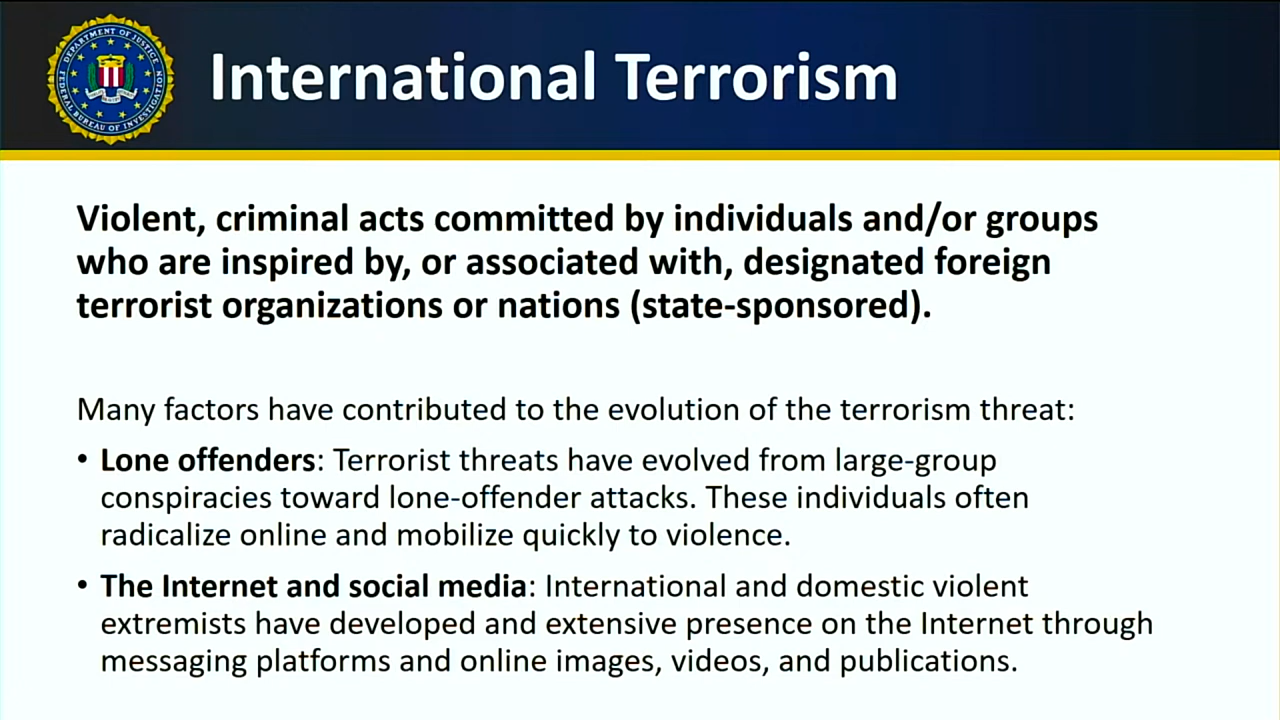 DEPARTMENT OF JUSTICE
FEDERAL BUREAU OF INVESTIGATION
International Terrorism
Violent, criminal acts committed by individuals and/or groups
who are inspired by, or associated with, designated foreign
terrorist organizations or nations (state-sponsored).
Many factors have contributed to the evolution of the terrorism threat:
• Lone offenders: Terrorist threats have evolved from large-group
conspiracies toward lone-offender attacks. These individuals often
radicalize online and mobilize quickly to violence.
• The Internet and social media: International and domestic violent
extremists have developed and extensive presence on the Internet through
messaging platforms and online images, videos, and publications.